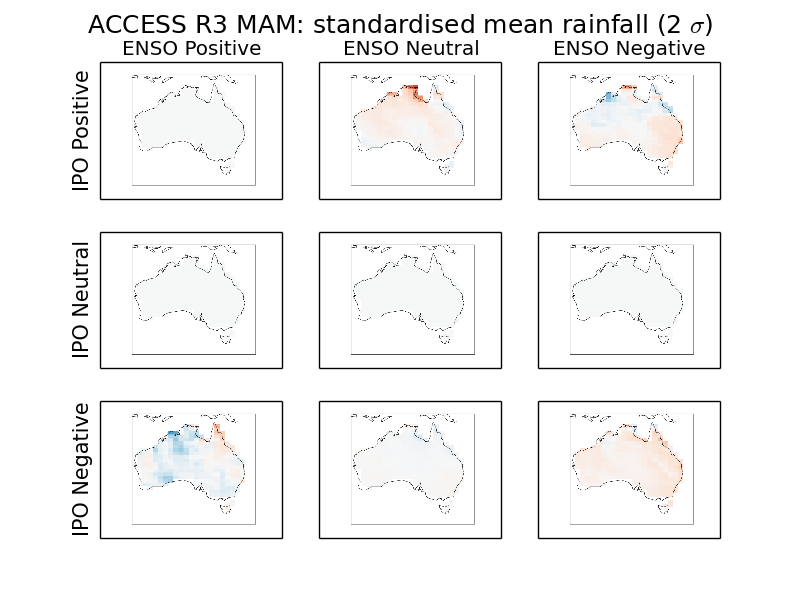 ACCESS R3 MAM: standardised mean rainfall (2 σ)
ENSO Positive
ENSO Neutral
ENSO Negative
IPO Positive
IPO Neutral
IPO Negative